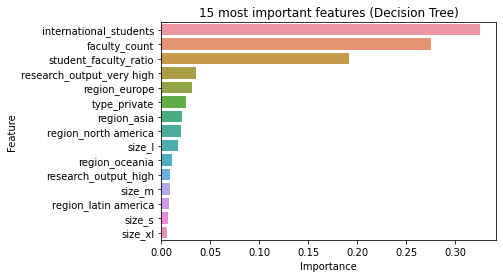 15 most important features (Decision Tree)
international_students
faculty_count
student_faculty_ratio
research_output_very high
region_europe
type_private
region_asia
region_north america
size_l
region_oceania
research_output_high
size_m
region_latin america
size_s
size_xl
Feature
0.00 0.05 0.10 0.15 0.20 0.25 0.30
Importance